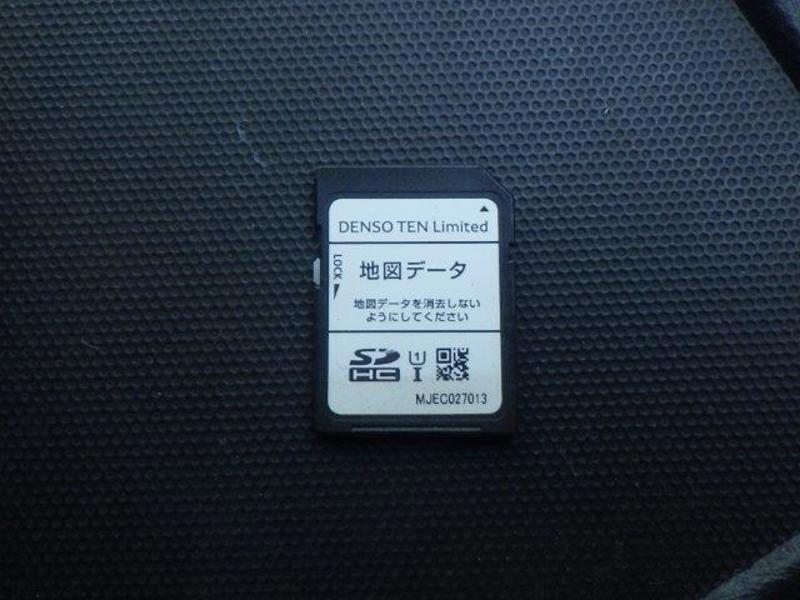 DENSO TEN Limited
LOCK
地図データ
地図データを消去しない
ようにしてください
SD HC U1 I
MJEC027013